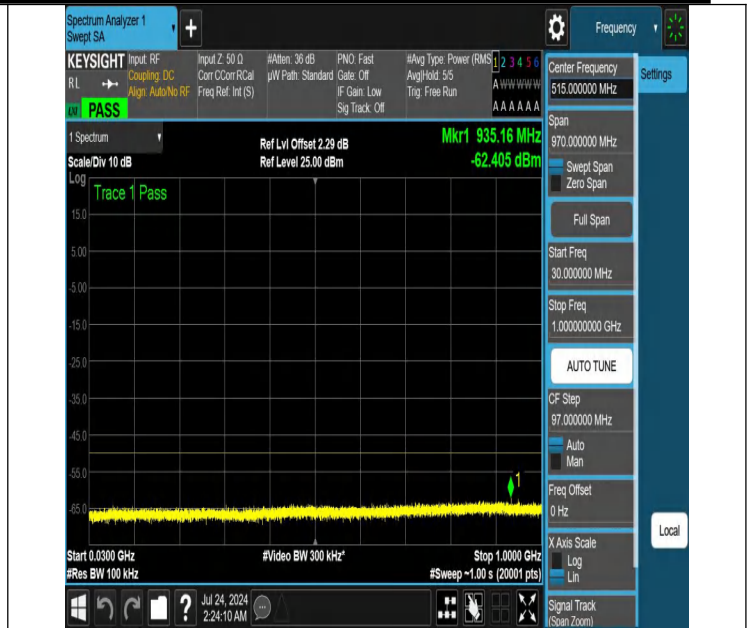 Spectrum Analyzer 1
Swept SA
+
Frequency
KEYSIGHT
RL
PASS
Input: RF
Coupling: DC
Align: Auto/No RF
Input Z: 50 Ω
Corr CCorr RCal
Freq Ref: Int (S)
#Atten: 36 dB
µW Path: Standard
PNO: Fast
Gate: Off
IF Gain: Low
Sig Track: Off
#Avg Type: Power (RMS
Avg|Hold: 5/5
Trig: Free Run
1 2 3 4 5 6
A W W W W W
A A A A A A
1 Spectrum
Scale/Div 10 dB
Ref Lvl Offset 2.29 dB
Ref Level 25.00 dBm
Mkr1 935.16 MHz
-62.405 dBm
Log
Trace 1 Pass
15.0
5.00
-5.00
-15.0
-25.0
-35.0
-45.0
-55.0
-65.0
1
Start 0.0300 GHz
#Res BW 100 kHz
#Video BW 300 kHz*
Stop 1.0000 GHz
#Sweep ~1.00 s (20001 pts)
Center Frequency
515.000000 MHz
Span
970.000000 MHz
Swept Span
Zero Span
Full Span
Start Freq
30.000000 MHz
Stop Freq
1.000000000 GHz
AUTO TUNE
CF Step
97.000000 MHz
Auto
Man
Freq Offset
0 Hz
X Axis Scale
Log
Lin
Signal Track
(Span Zoom)
Settings
Local
?
Jul 24, 2024
2:24:10 AM